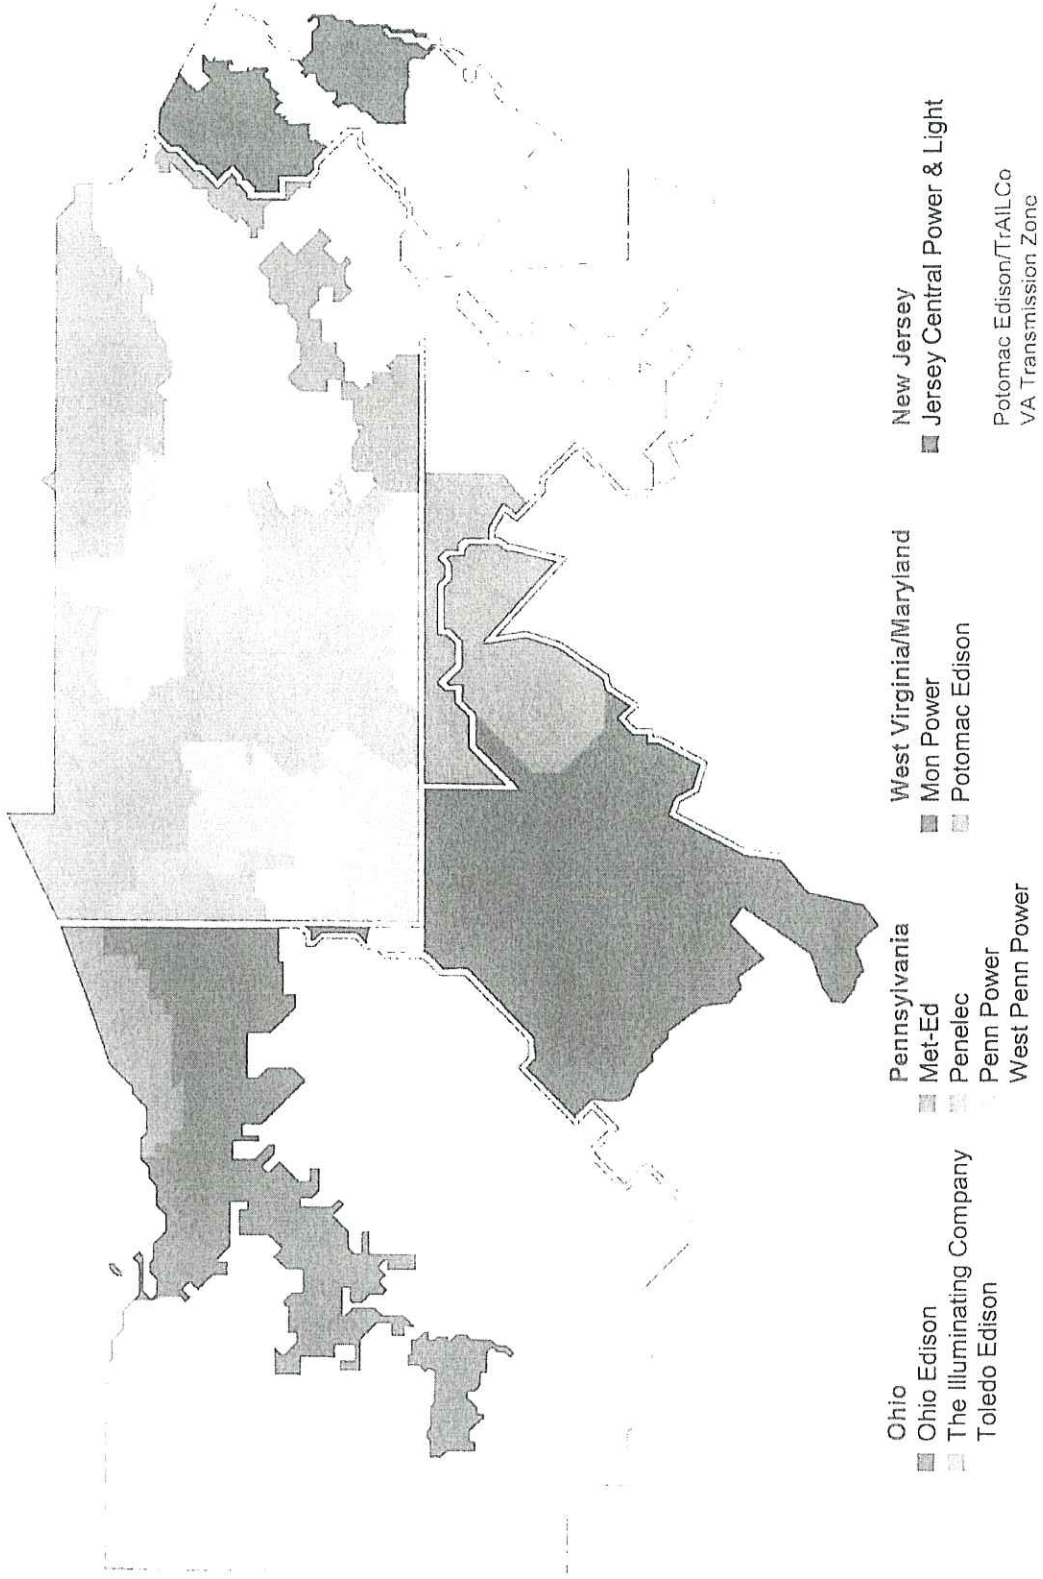 Ohio
Ohio Edison
The Illuminating Company
Toledo Edison
Pennsylvania
Met-Ed
Penelec
Penn Power
West Penn Power
West Virginia/Maryland
Mon Power
Potomac Edison
New Jersey
Jersey Central Power & Light
Potomac Edison/TrAILCo
VA Transmission Zone